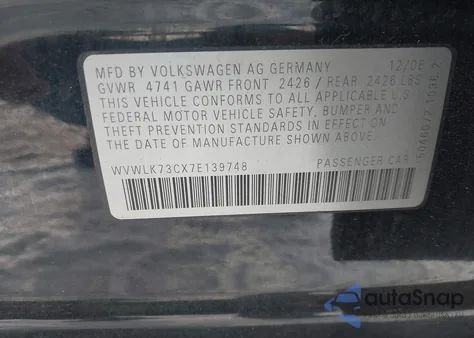 MFD BY VOLKSWAGEN AG GERMANY 12/06
GVWR 4741 GAWR FRONT 2426 / REAR 2426 LBS
THIS VEHICLE CONFORMS TO ALL APPLICABLE
FEDERAL MOTOR VEHICLE SAFETY, BUMPER AND
THEFT PREVENTION STANDARDS IN EFFECT ON
THE DATE OF MANUFACTURE SHOWN ABOVE.
WVWLK73CX7E139748 PASSENGER CAR
autoSnap